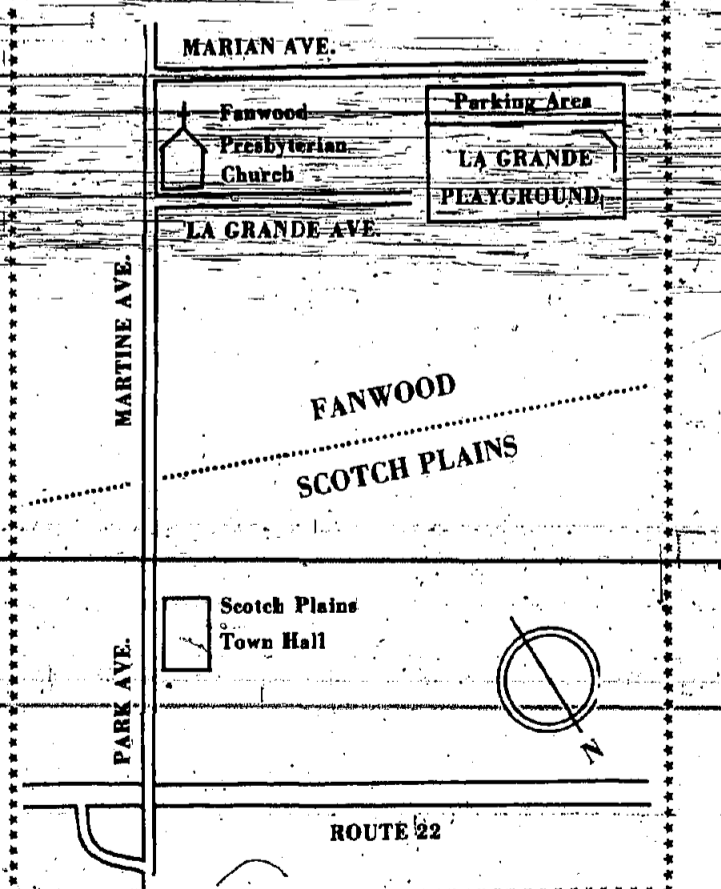 MARIAN AVE.
Fanwood
Presbyterian
Church
Parking Area
LA GRANDE
PLAYGROUND
LA GRANDE AVE.
MARTINE AVE.
FANWOOD
SCOTCH PLAINS
Scotch Plains
Town Hall
PARK AVE.
N
ROUTE 22